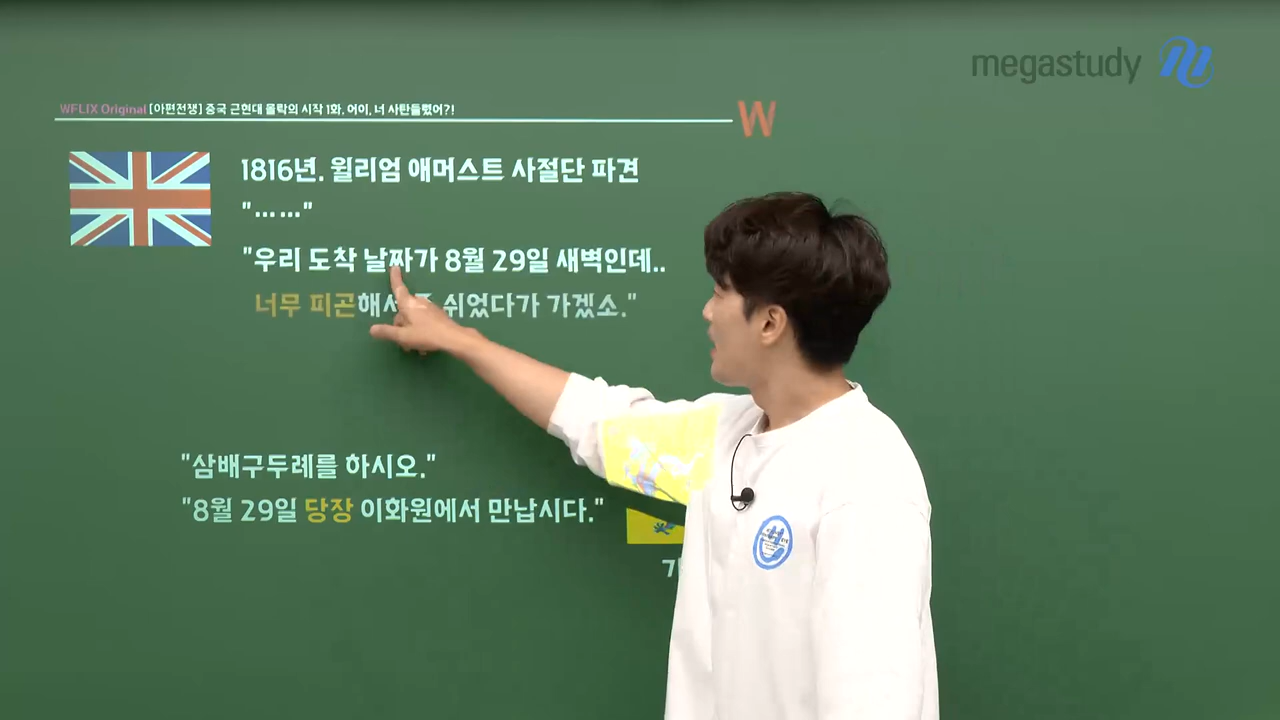 megastudy
WFLIX Original [아편전쟁] 중국 근현대 몰락의 시작 1화. 어이, 너 사탄들렸어?!
W
1816년. 윌리엄 애머스트 사절단 파견
"... ..."
"우리 도착 날짜가 8월 29일 새벽인데..
너무 피곤해서 쉬었다가 가겠소."
"삼배구두례를 하시오."
"8월 29일 당장 이화원에서 만납시다."